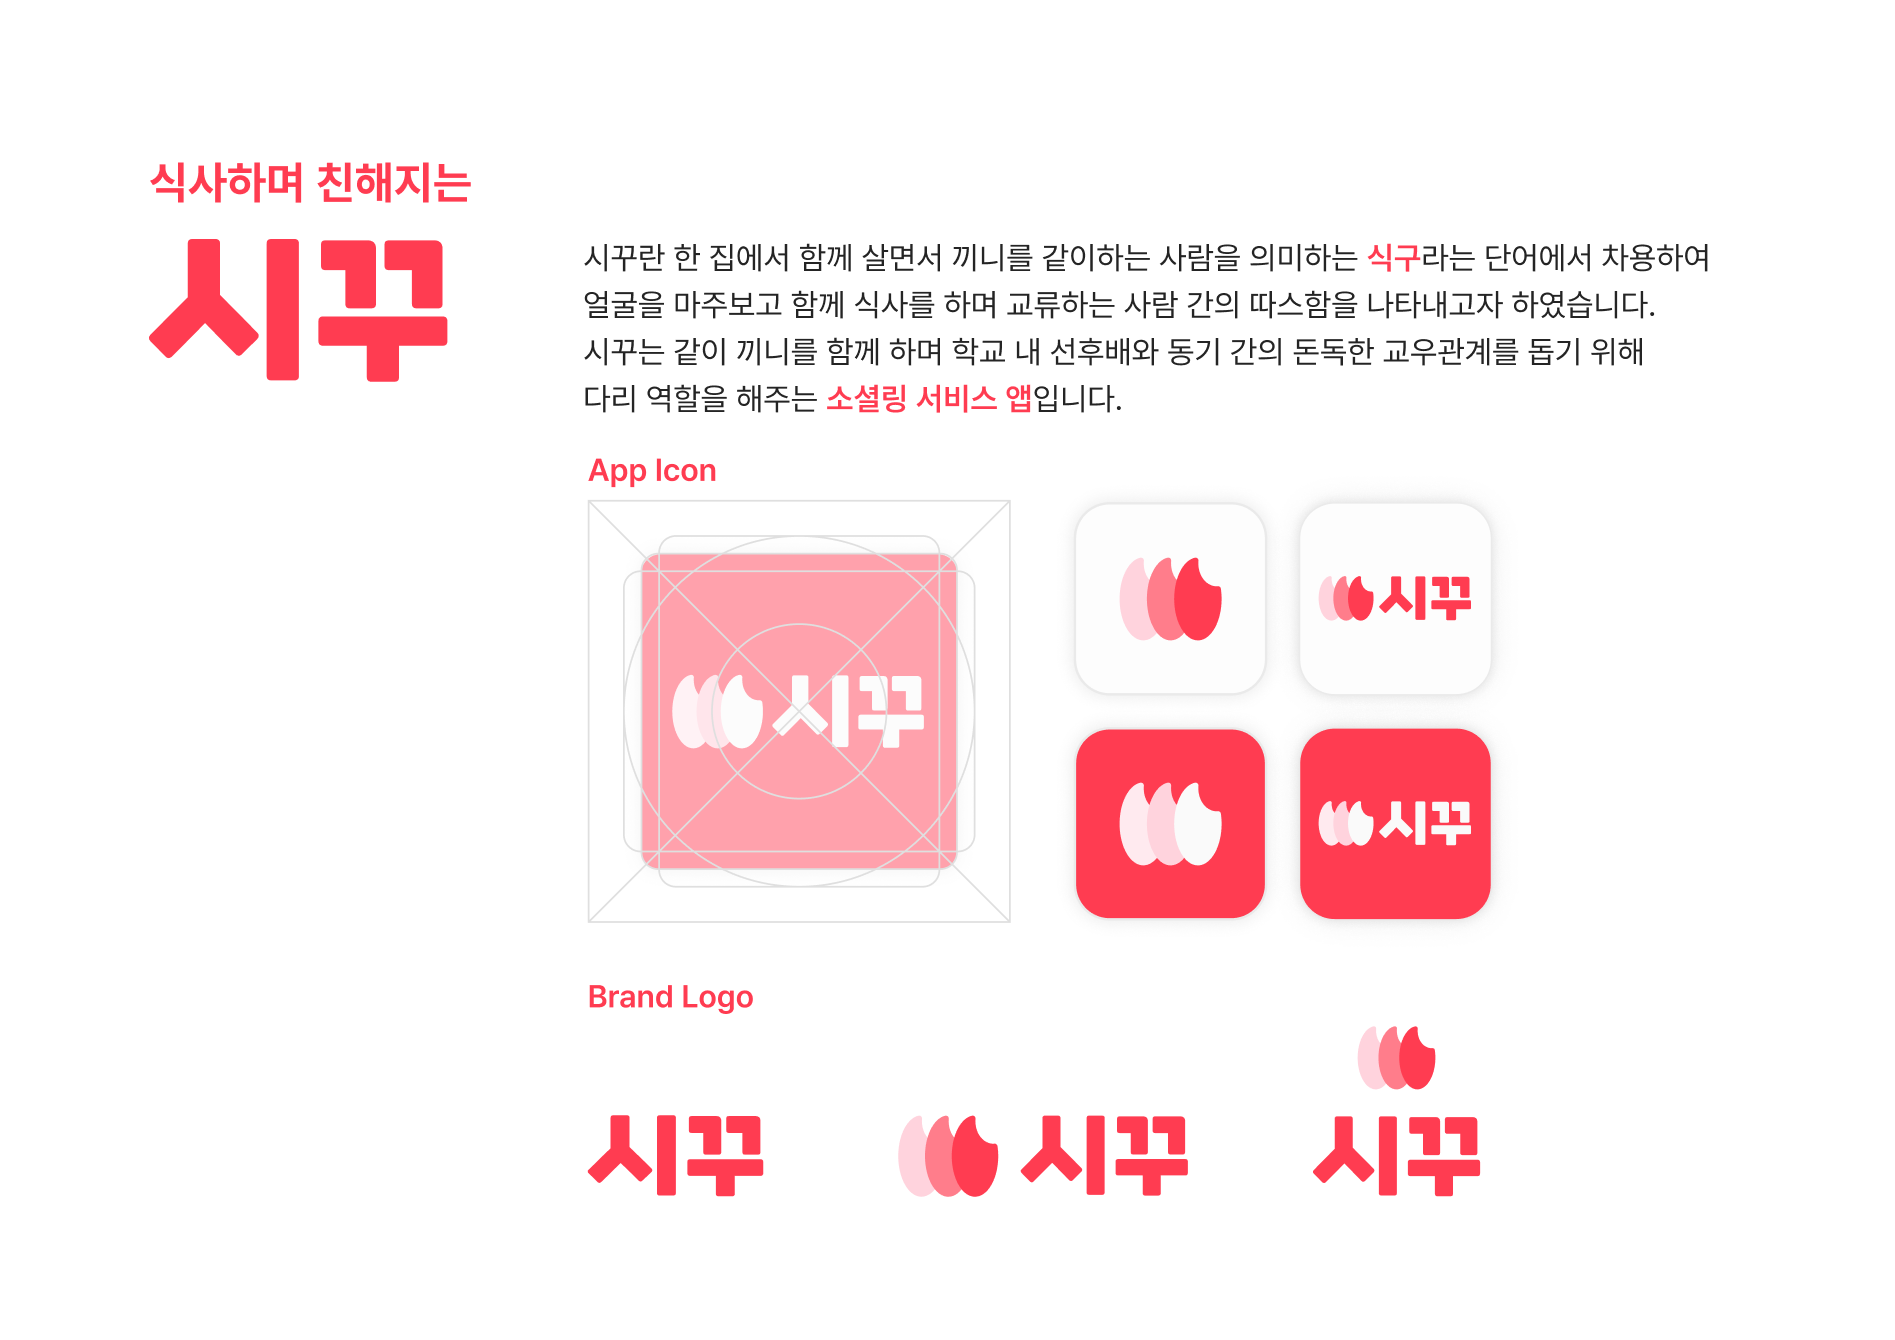 식사하며 친해지는
시꾸
시꾸란 한 집에서 함께 살면서 끼니를 같이하는 사람을 의미하는 식구라는 단어에서 차용하여
얼굴을 마주보고 함께 식사를 하며 교류하는 사람 간의 따스함을 나타내고자 하였습니다.
시꾸는 같이 끼니를 함께 하며 학교 내 선후배와 동기 간의 돈독한 교우관계를 돕기 위해
다리 역할을 해주는 소셜링 서비스 앱입니다.
App Icon
시꾸
시꾸
시꾸
Brand Logo
시꾸
시꾸
시꾸